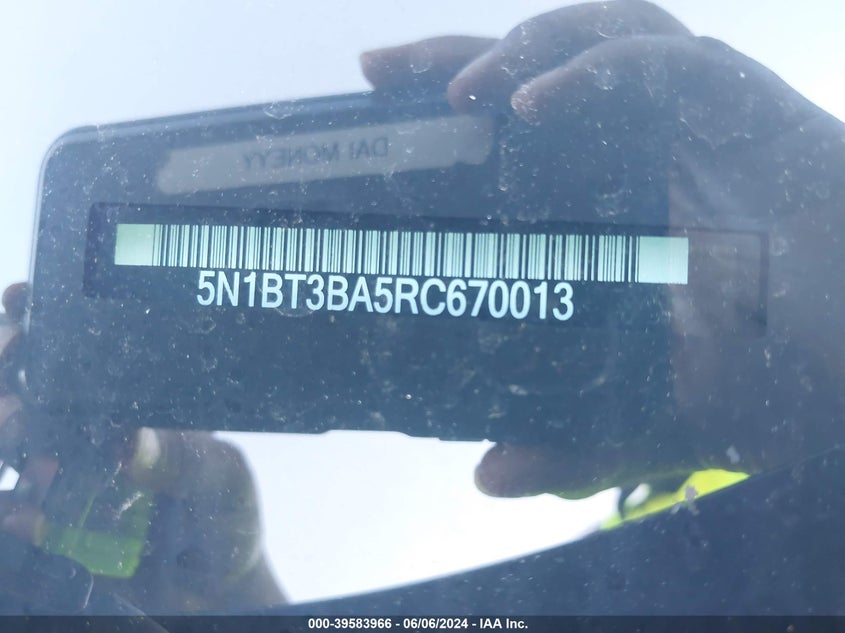 DAI MONEYY
5N1BT3BA5RC670013
000-39583966 - 06/06/2024 - IAA Inc.